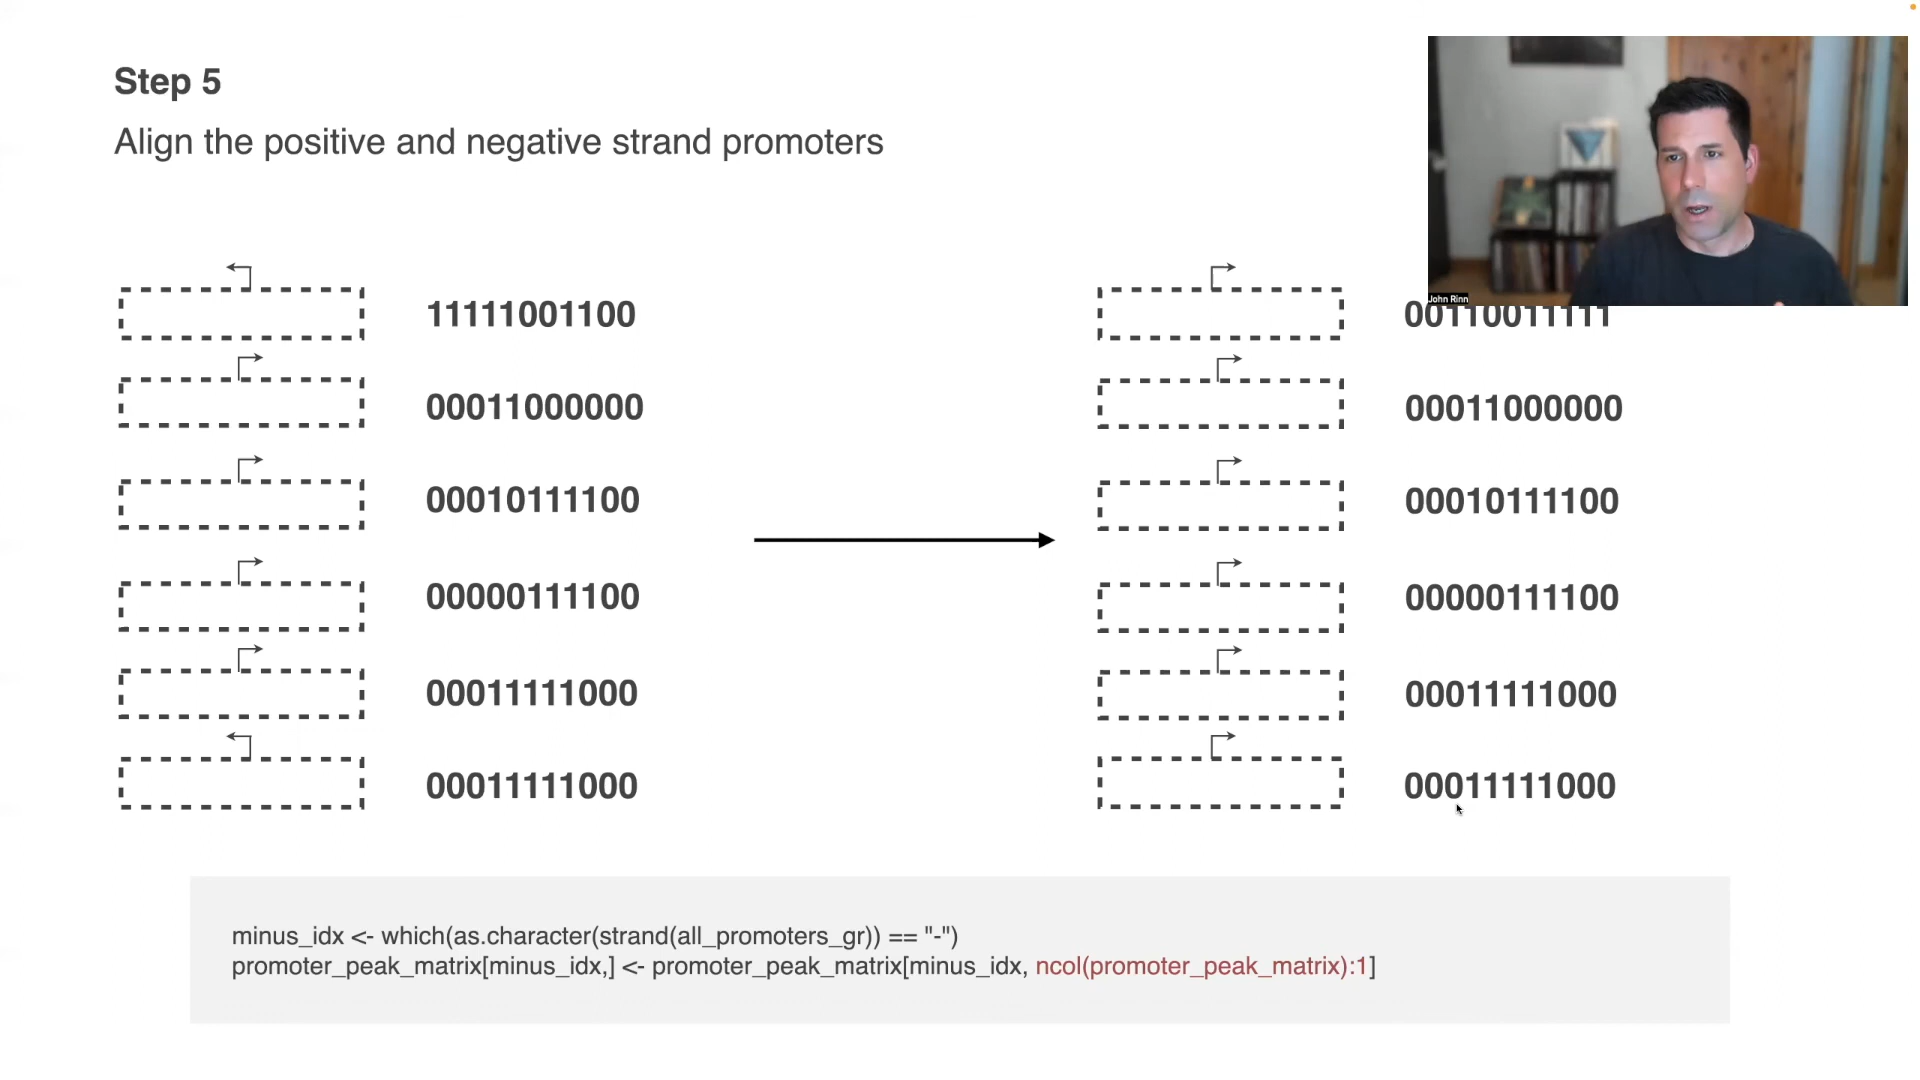 Step 5
Align the positive and negative strand promoters
John Rinn
11111001100
00110011111
00011000000
00011000000
00010111100
00010111100
00000111100
00000111100
00011111000
00011111000
00011111000
00011111000
minus_idx <- which(as.character(strand(all_promoters_gr)) == "-")
promoter_peak_matrix[minus_idx,] <- promoter_peak_matrix[minus_idx, ncol(promoter_peak_matrix):1]